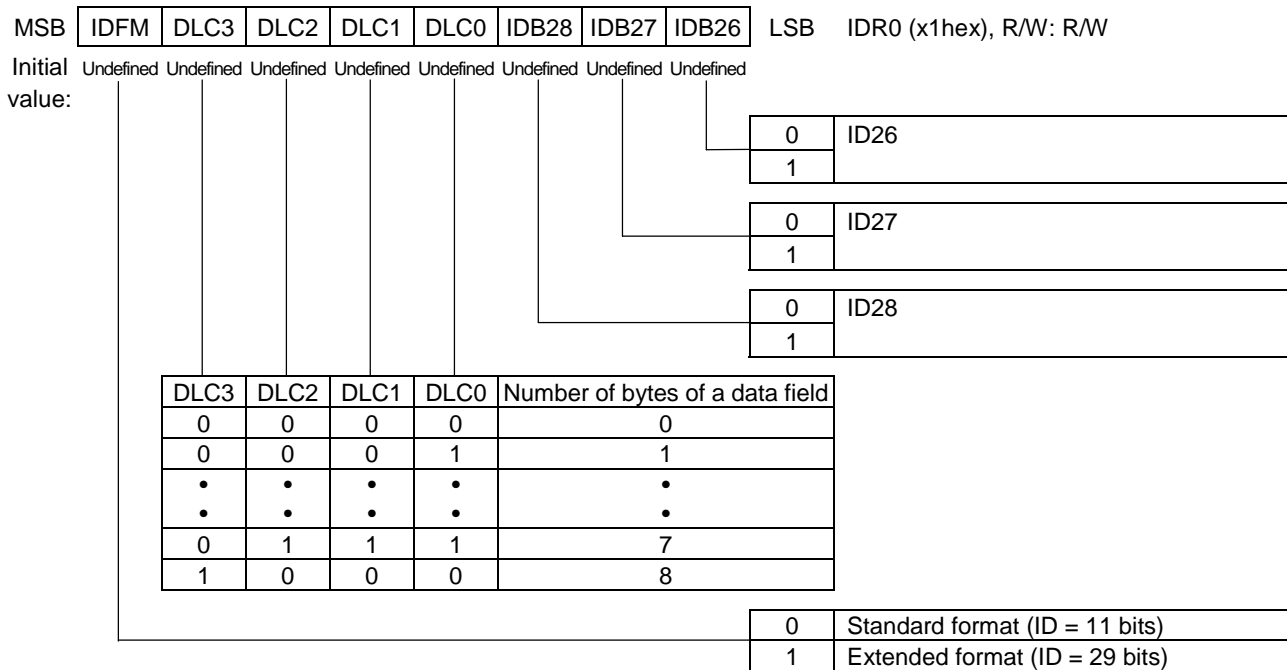 MSB IDFM DLC3 DLC2 DLC1 DLC0 IDB28 IDB27 IDB26 LSB IDR0 (x1hex), R/W: R/W
Initial value: Undefined Undefined Undefined Undefined Undefined Undefined Undefined Undefined
0 ID26
1
0 ID27
1
0 ID28
1
DLC3 DLC2 DLC1 DLC0 Number of bytes of a data field
0 0 0 0 0
0 0 0 1 1
• • • • •
• • • • •
0 1 1 1 7
1 0 0 0 8
0 Standard format (ID = 11 bits)
1 Extended format (ID = 29 bits)